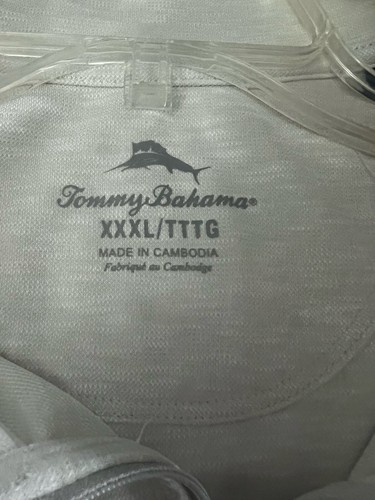 Tommy Bahama®
XXXL/TTTG
MADE IN CAMBODIA
Fabriqué au Cambodge